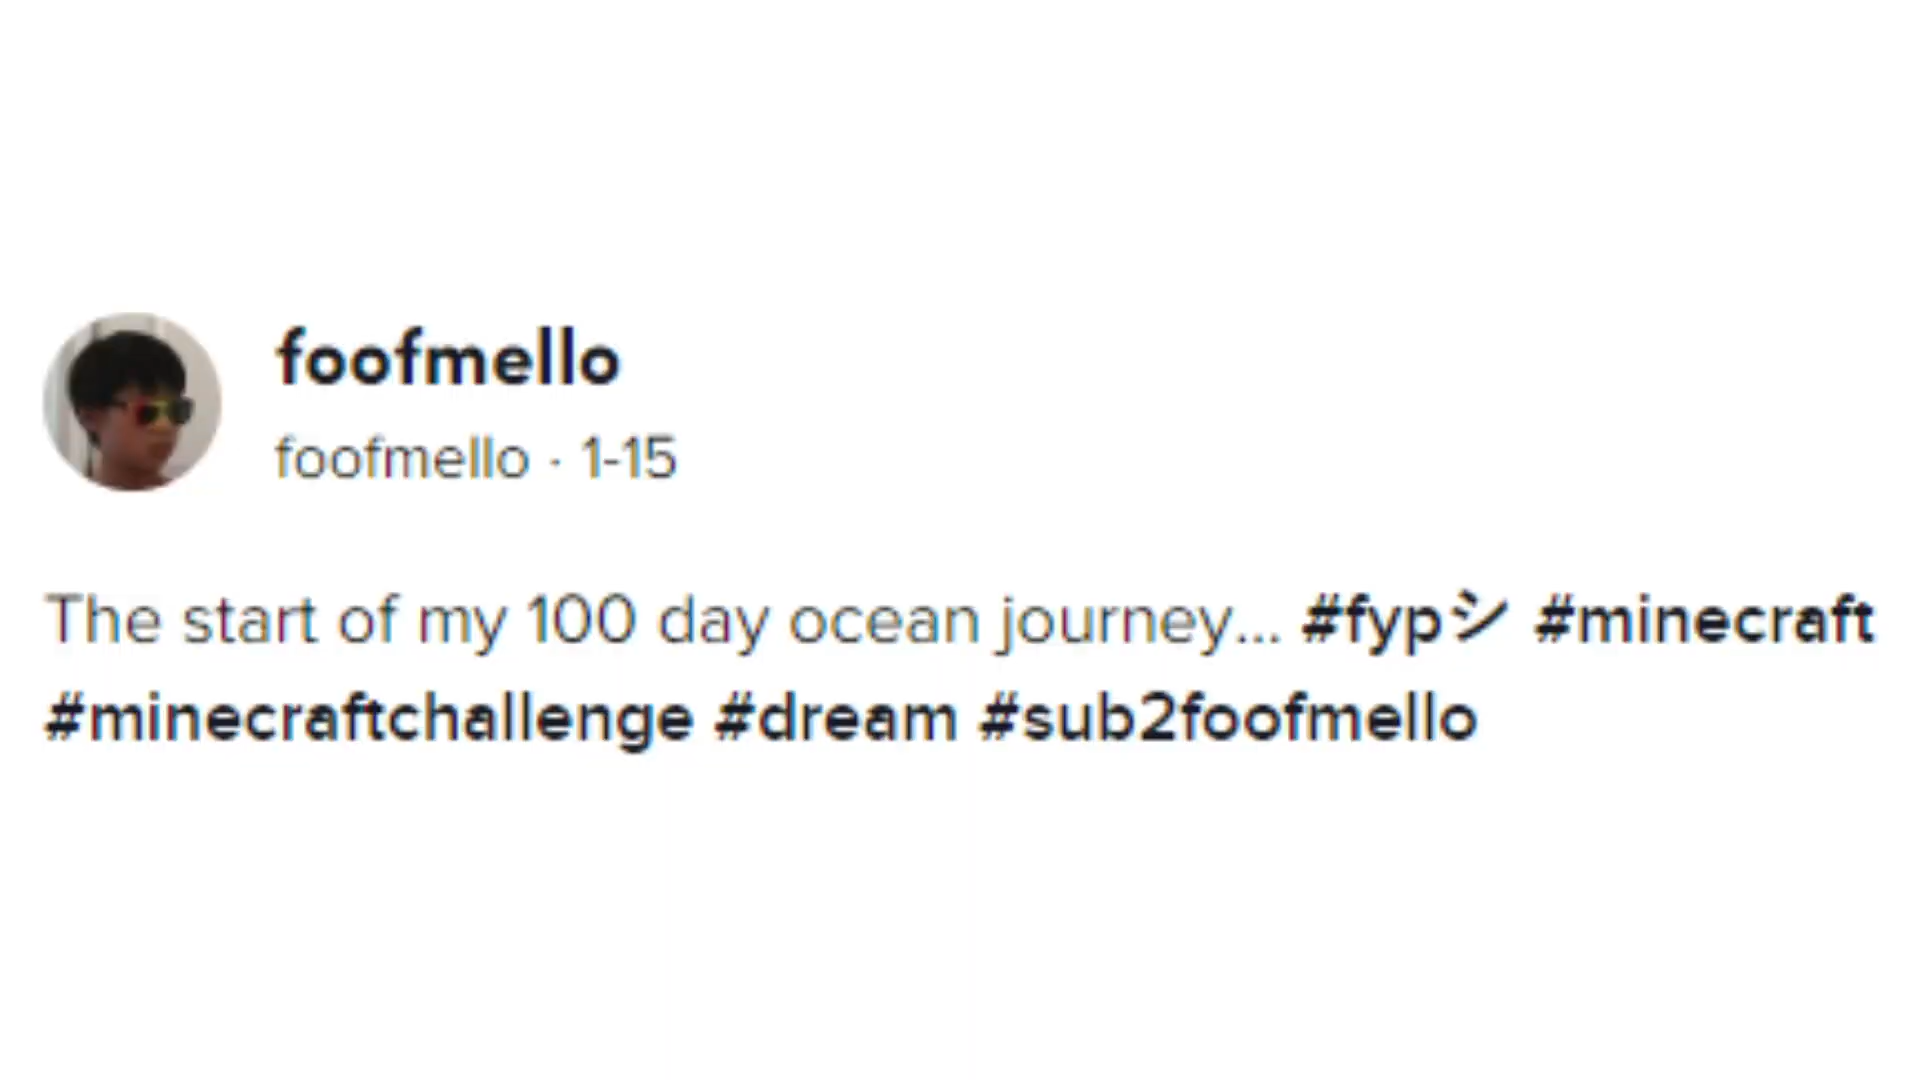 foofmello
foofmello · 1-15
The start of my 100 day ocean journey... #fypシ #minecraft
#minecraftchallenge #dream #sub2foofmello